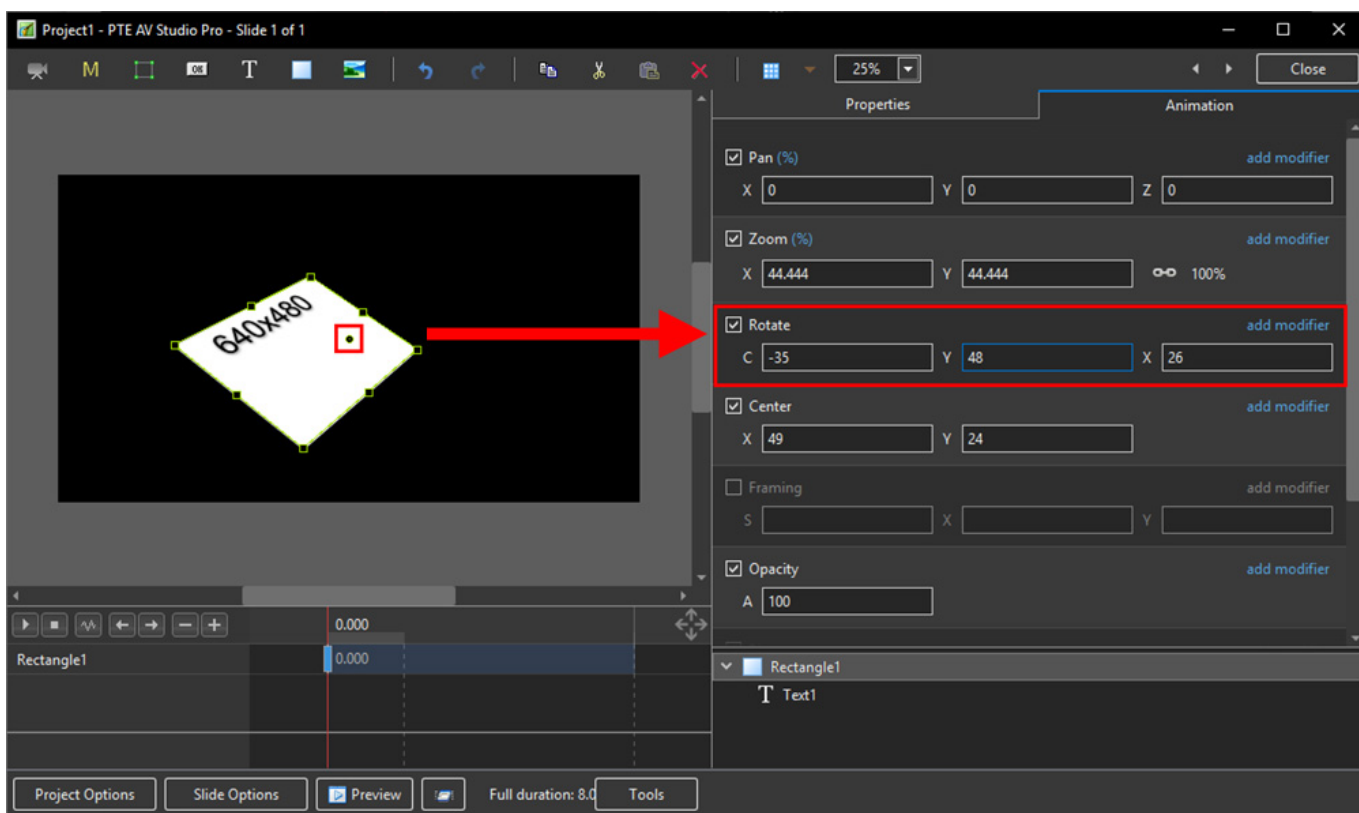 Project1 - PTE AV Studio Pro - Slide 1 of 1
M OK T 25% Close
Properties Animation
Pan (%) add modifier
X 0 Y 0 Z 0
Zoom (%) add modifier
X 44.444 Y 44.444 100%
640x480
Rotate add modifier
C -35 Y 48 X 26
Center add modifier
X 49 Y 24
Framing add modifier
S X Y
Opacity add modifier
A 100
0.000
Rectangle1 0.000
Rectangle1
T Text1
Project Options Slide Options Preview Full duration: 8.0 Tools